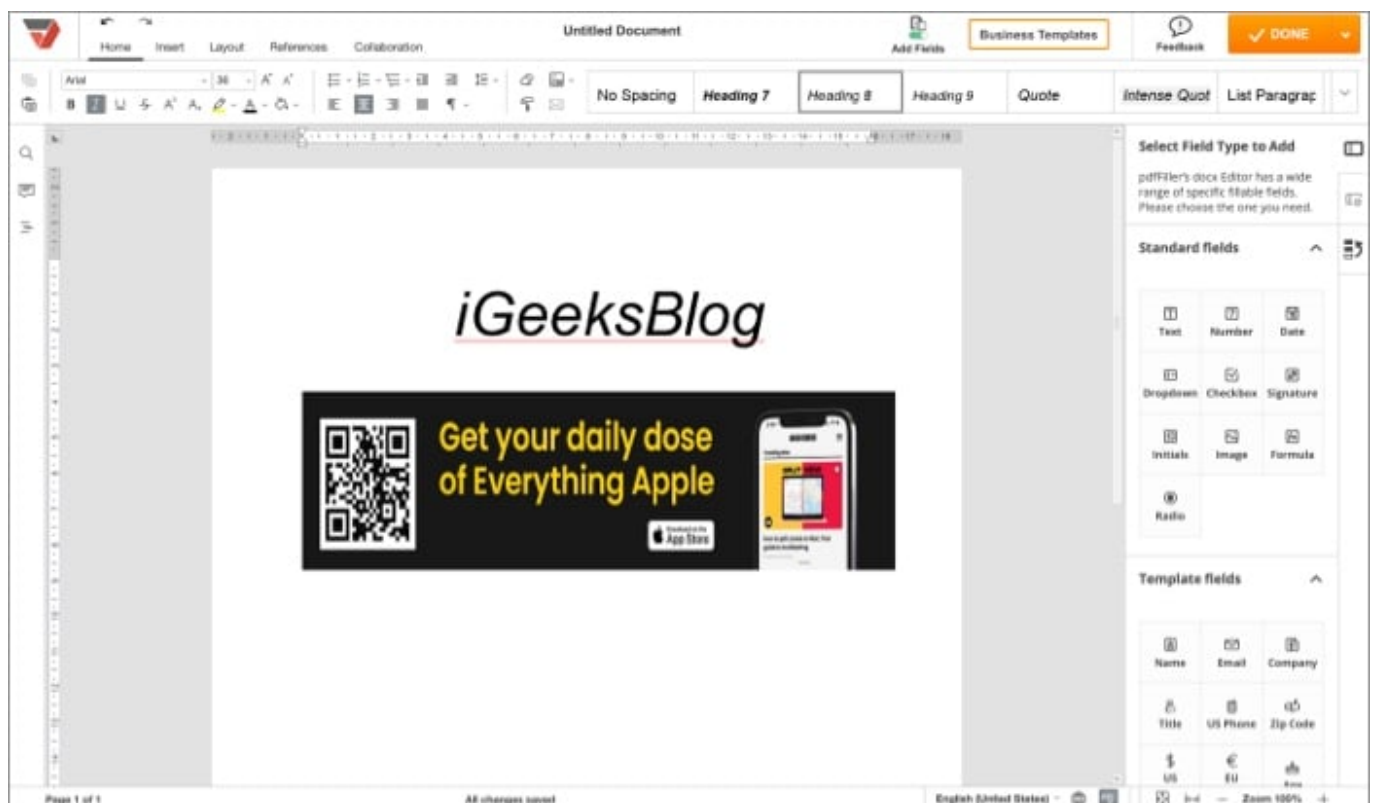 Untitled Document
Home Insert Layout References Collaboration
Add Fields
Business Templates
Feedback
DONE
Arial 36
No Spacing Heading 7 Heading 8 Heading 9 Quote Intense Quot List Paragrap
Select Field Type to Add
pdfFiller's docx Editor has a wide
range of specific fillable fields.
Please choose the one you need.
Standard fields
Text Number Date
Dropdown Checkbox Signature
Initials Image Formula
Radio
Template fields
Name Email Company
Title US Phone Zip Code
$ €
US EU
iGeeksBlog
Get your daily dose
of Everything Apple
Download on the
App Store
Page 1 of 1
All changes saved
English (United States)
Zoom 100%